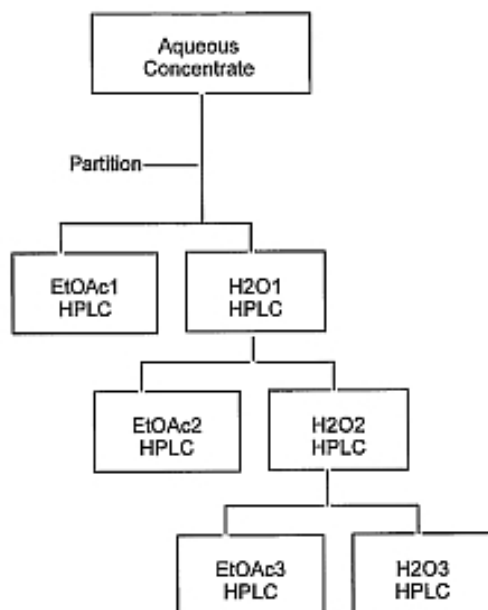 Aqueous
Concentrate
Partition
EtOAc1
HPLC
H2O1
HPLC
EtOAc2
HPLC
H2O2
HPLC
EtOAc3
HPLC
H2O3
HPLC